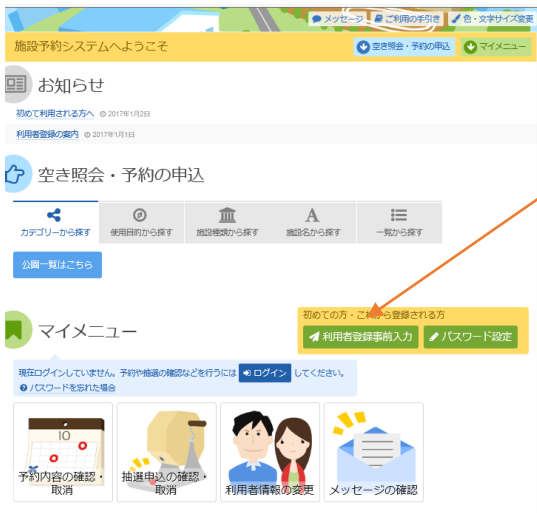 メッセージ ご利用の手引き 色・文字サイズ変更
施設予約システムへようこそ 空き照会・予約の申込 マイメニュー
お知らせ
初めて利用される方へ 2017年1月2日
利用者登録の案内 2017年1月1日
空き照会・予約の申込
カテゴリーから探す 使用目的から探す 施設種類から探す 施設名から探す 一覧から探す
公園一覧はこちら
初めての方・これから登録される方
マイメニュー 利用者登録事前入力 パスワード設定
現在ログインしていません。予約や抽選の確認などを行うには ログイン してください。
パスワードを忘れた場合
10
予約内容の確認・取消 抽選申込の確認・取消 利用者情報の変更 メッセージの確認